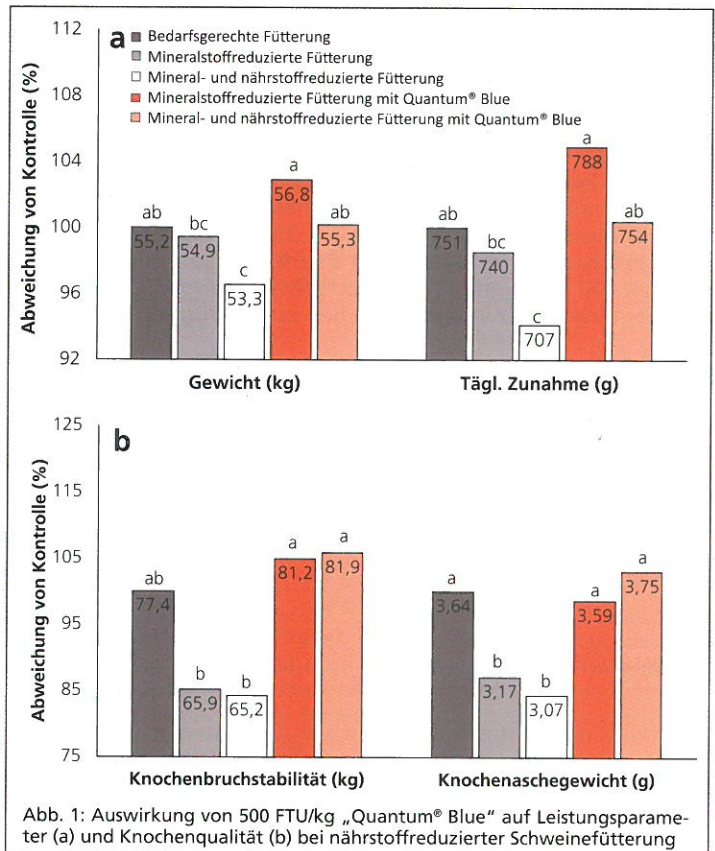 112
108
104
100
96
92
Abweichung von Kontrolle (%)
a
Bedarfsgerechte Fütterung
Mineralstoffreduzierte Fütterung
Mineral- und nährstoffreduzierte Fütterung
Mineralstoffreduzierte Fütterung mit Quantum® Blue
Mineral- und nährstoffreduzierte Fütterung mit Quantum® Blue
ab bc c a ab
55,2 54,9 53,3 56,8 55,3
ab bc c a ab
751 740 707 788 754
Gewicht (kg) Tägl. Zunahme (g)
125
115
105
95
85
75
Abweichung von Kontrolle (%)
b
ab b b a a
77,4 65,9 65,2 81,2 81,9
a b b a a
3,64 3,17 3,07 3,59 3,75
Knochenbruchstabilität (kg) Knochenaschegewicht (g)
Abb. 1: Auswirkung von 500 FTU/kg „Quantum® Blue" auf Leistungsparame-
ter (a) und Knochenqualität (b) bei nährstoffreduzierter Schweinefütterung